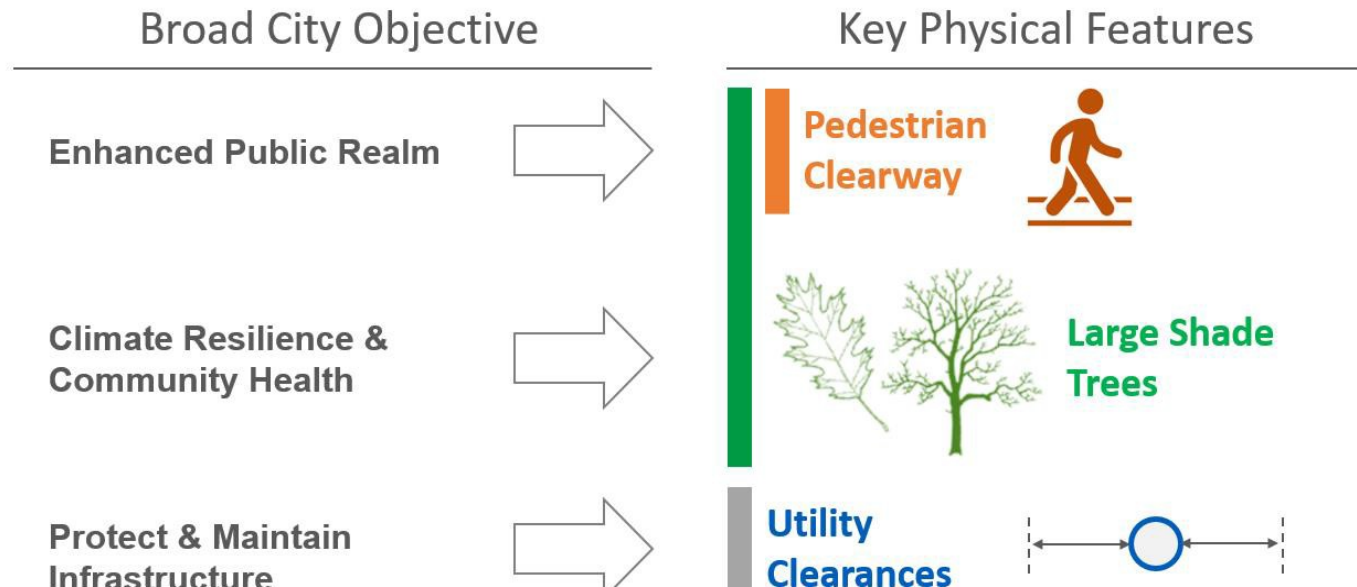 Broad City Objective
Key Physical Features
Enhanced Public Realm
Pedestrian
Clearway
Climate Resilience &
Community Health
Large Shade
Trees
Protect & Maintain
Infrastructure
Utility
Clearances